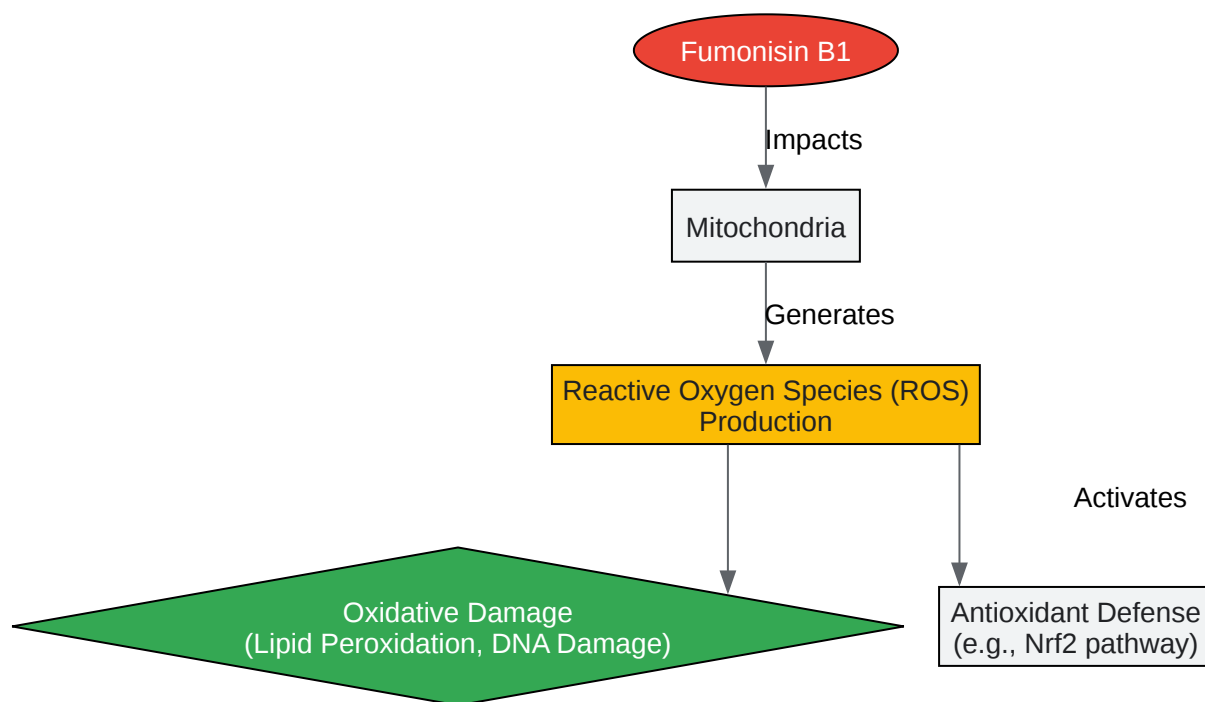 Fumonisin B1
Impacts
Mitochondria
Generates
Reactive Oxygen Species (ROS)
Production
Activates
Oxidative Damage
(Lipid Peroxidation, DNA Damage)
Antioxidant Defense
(e.g., Nrf2 pathway)